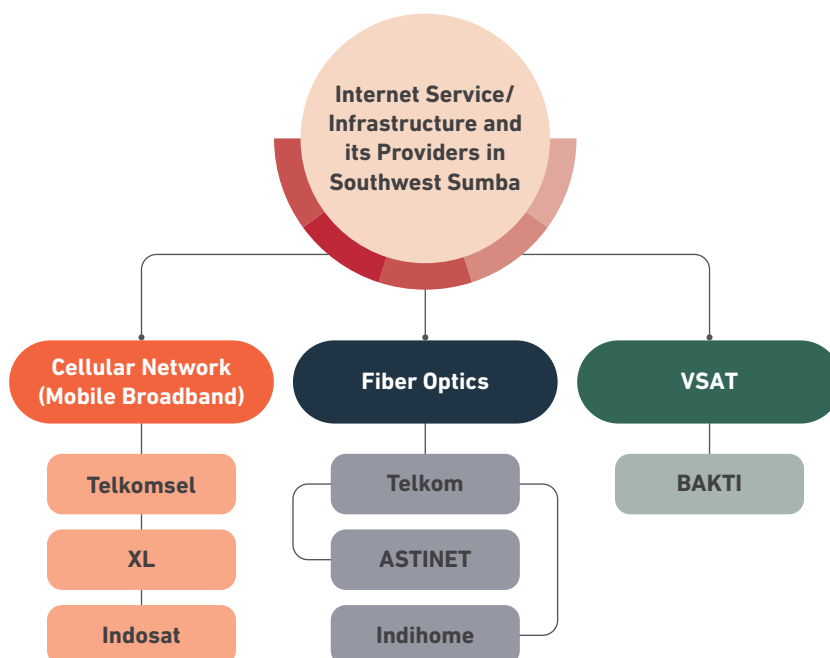 Internet Service/
Infrastructure and
its Providers in
Southwest Sumba
Cellular Network
(Mobile Broadband)
Telkomsel
XL
Indosat
Fiber Optics
Telkom
ASTINET
Indihome
VSAT
BAKTI